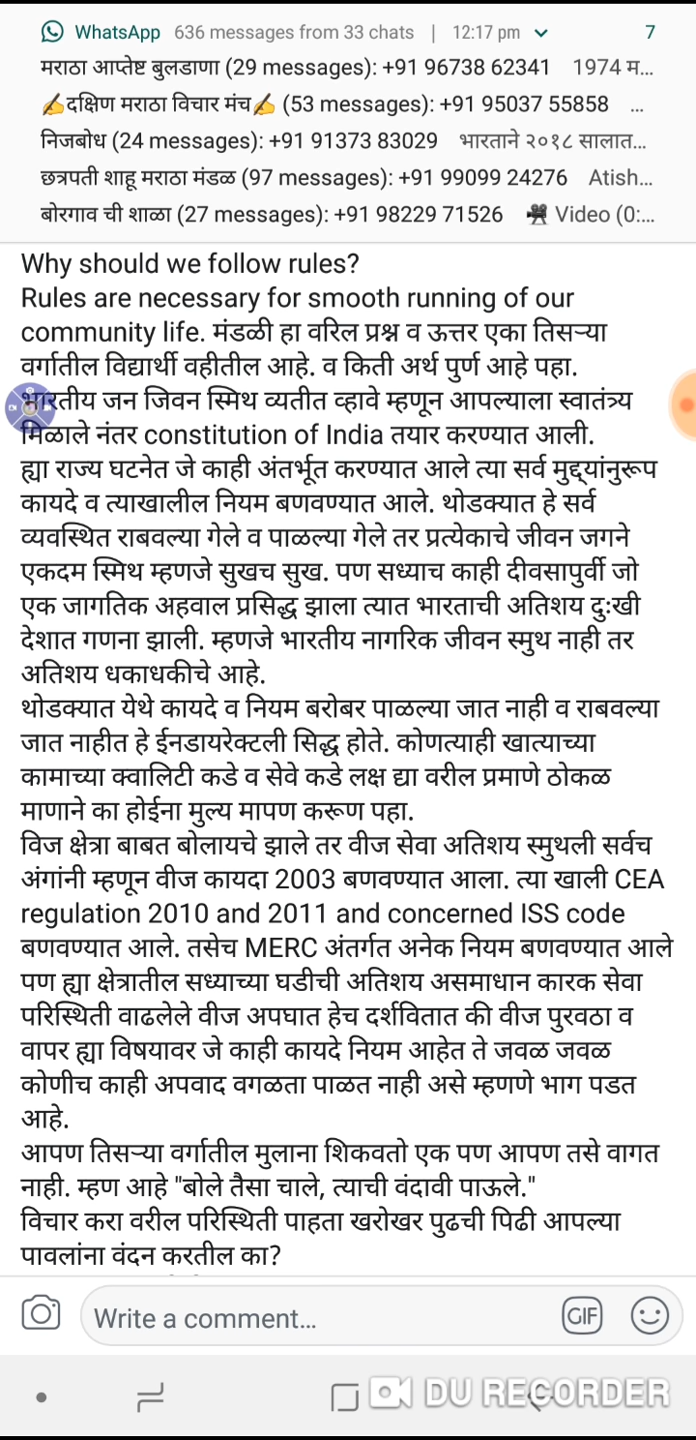 WhatsApp 636 messages from 33 chats | 12:17 pm 7
मराठा आप्तेष्ट बुलडाणा (29 messages): +91 96738 62341 1974 म...
✍दक्षिण मराठा विचार मंच✍ (53 messages): +91 95037 55858 ...
निजबोध (24 messages): +91 91373 83029 भारताने २०१८ सालात...
छत्रपती शाहू मराठा मंडळ (97 messages): +91 99099 24276 Atish...
बोरगाव ची शाळा (27 messages): +91 98229 71526 🎥 Video (0:...
Why should we follow rules?
Rules are necessary for smooth running of our
community life. मंडळी हा वरिल प्रश्न व ऊत्तर एका तिसऱ्या
वर्गातील विद्यार्थी वहीतील आहे. व किती अर्थ पुर्ण आहे पहा.
भारतीय जन जिवन स्मिथ व्यतीत व्हावे म्हणून आपल्याला स्वातंत्र्य
मिळाले नंतर constitution of India तयार करण्यात आली.
ह्या राज्य घटनेत जे काही अंतर्भूत करण्यात आले त्या सर्व मुद्द्यांनुरूप
कायदे व त्याखालील नियम बणवण्यात आले. थोडक्यात हे सर्व
व्यवस्थित राबवल्या गेले व पाळल्या गेले तर प्रत्येकाचे जीवन जगने
एकदम स्मिथ म्हणजे सुखच सुख. पण सध्याच काही दीवसापुर्वी जो
एक जागतिक अहवाल प्रसिद्ध झाला त्यात भारताची अतिशय दुःखी
देशात गणना झाली. म्हणजे भारतीय नागरिक जीवन स्मुथ नाही तर
अतिशय धकाधकीचे आहे.
थोडक्यात येथे कायदे व नियम बरोबर पाळल्या जात नाही व राबवल्या
जात नाहीत हे ईनडायरेक्टली सिद्ध होते. कोणत्याही खात्याच्या
कामाच्या क्वालिटी कडे व सेवे कडे लक्ष द्या वरील प्रमाणे ठोकळ
माणाने का होईना मुल्य मापण करूण पहा.
विज क्षेत्रा बाबत बोलायचे झाले तर वीज सेवा अतिशय स्मुथली सर्वच
अंगांनी म्हणून वीज कायदा 2003 बणवण्यात आला. त्या खाली CEA
regulation 2010 and 2011 and concerned ISS code
बणवण्यात आले. तसेच MERC अंतर्गत अनेक नियम बणवण्यात आले
पण ह्या क्षेत्रातील सध्याच्या घडीची अतिशय असमाधान कारक सेवा
परिस्थिती वाढलेले वीज अपघात हेच दर्शवितात की वीज पुरवठा व
वापर ह्या विषयावर जे काही कायदे नियम आहेत ते जवळ जवळ
कोणीच काही अपवाद वगळता पाळत नाही असे म्हणणे भाग पडत
आहे.
आपण तिसऱ्या वर्गातील मुलाना शिकवतो एक पण आपण तसे वागत
नाही. म्हण आहे "बोले तैसा चाले, त्याची वंदावी पाऊले."
विचार करा वरील परिस्थिती पाहता खरोखर पुढची पिढी आपल्या
पावलांना वंदन करतील का?
Write a comment...
GIF
DU RECORDER